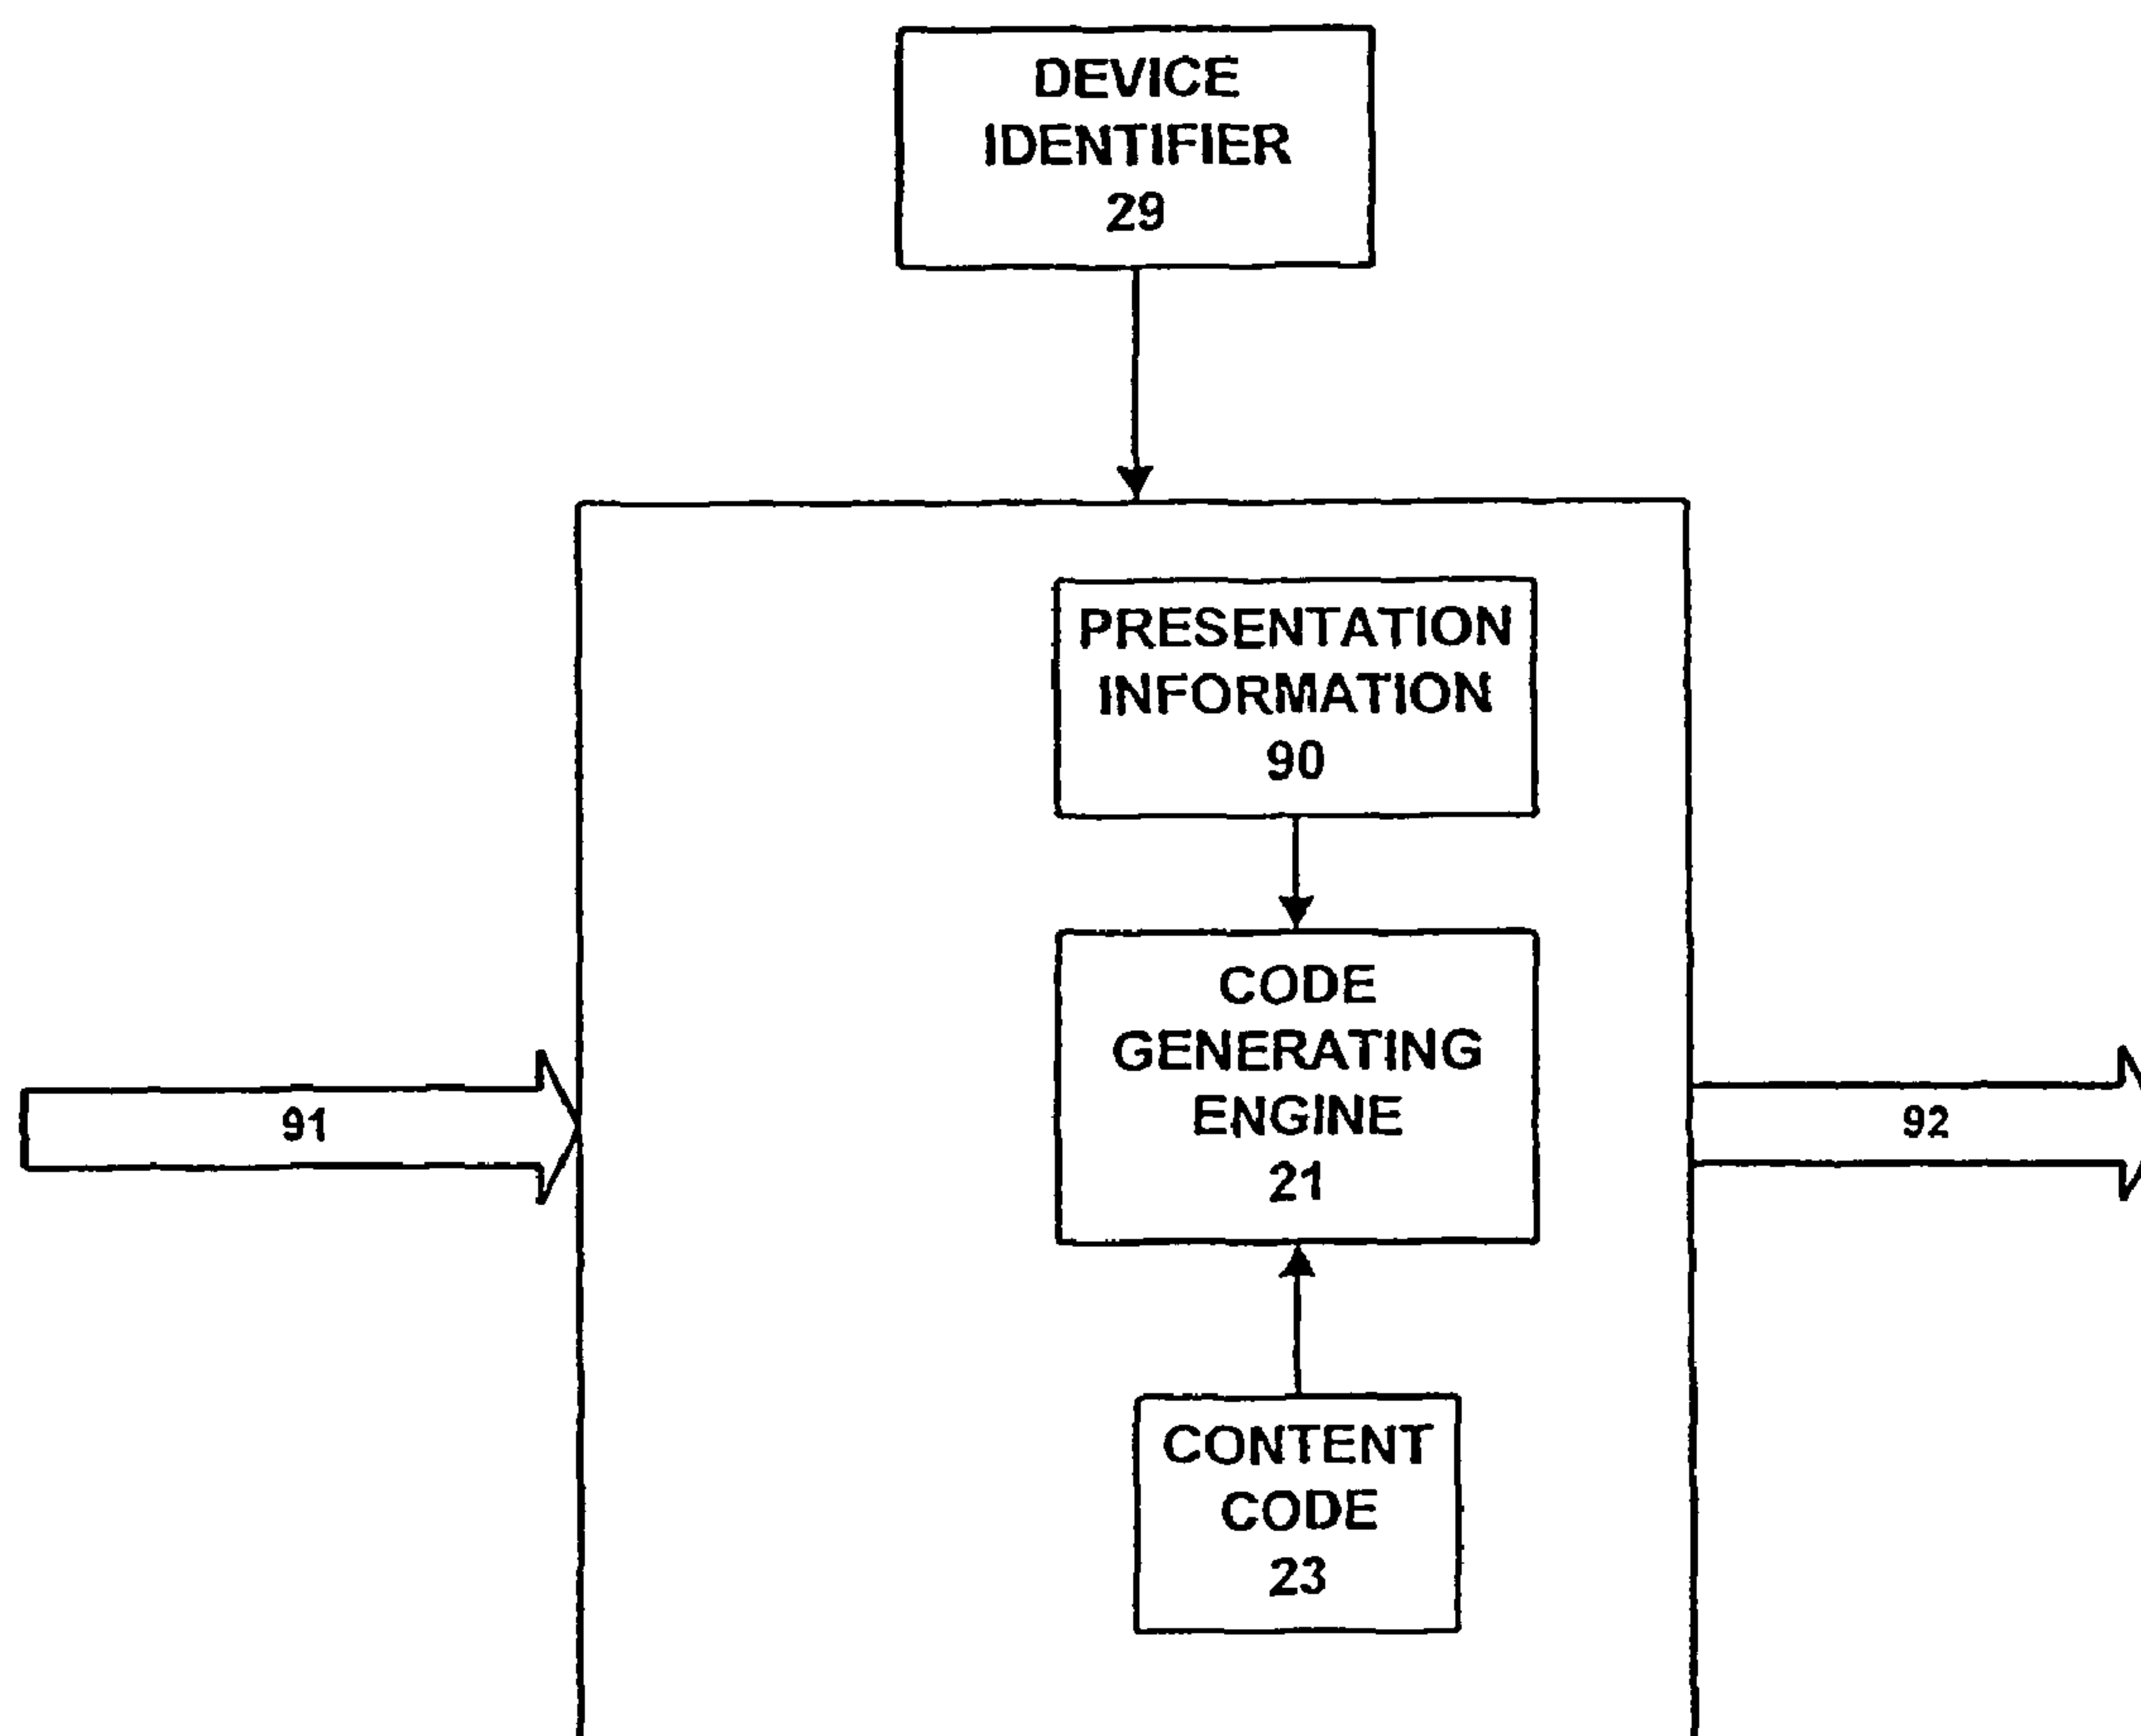 DEVICE
IDENTIFIER
29
PRESENTATION
INFORMATION
90
CODE
GENERATING
ENGINE
21
91
92
CONTENT
CODE
23